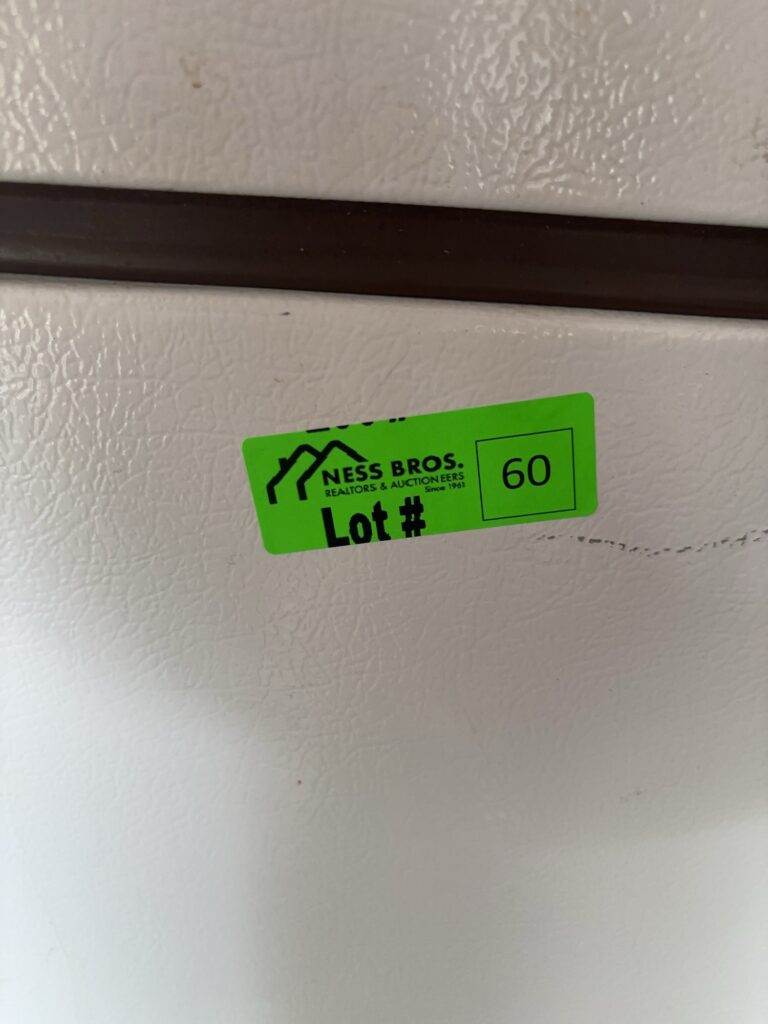 NESS BROS.
REALTORS & AUCTIONEERS
Since 1961
Lot #
60